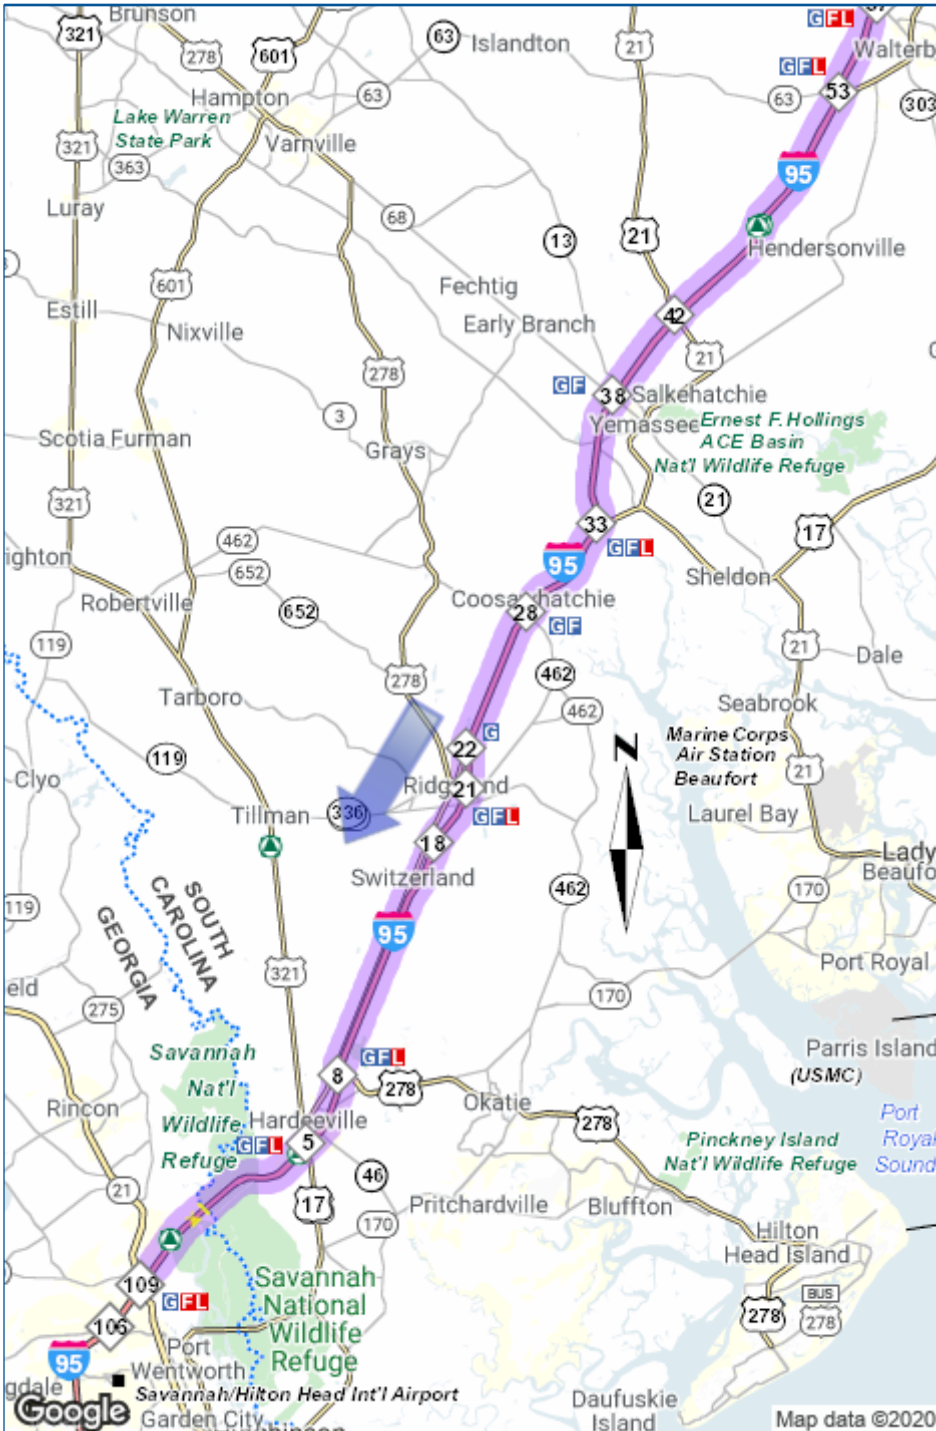 Brunson
321
278
601
63
Islandton
21
GFL
57
Walterb
GFL
53
63
303
Hampton
63
Lake Warren
State Park
Varnville
321
363
95
Luray
68
13
21
Hendersonville
601
Fechtig
Estill
Early Branch
42
Nixville
21
278
GF
38
Salkehatchie
3
Yemassee
Ernest F. Hollings
ACE Basin
Nat'l Wildlife Refuge
Scotia
Furman
Grays
321
21
33
17
462
GFL
95
ighton
652
Sheldon
Robertville
652
Coosawhatchie
28
GF
119
21
Dale
278
462
Tarboro
462
Seabrook
119
22
G
N
Marine Corps
Air Station
Beaufort
21
Clyo
Ridgeland
21
Tillman
336
GFL
Laurel Bay
18
Lady
Beaufo
Switzerland
462
170
119
SOUTH
CAROLINA
GEORGIA
95
Port Royal
321
eld
275
170
Savannah
Nat'l
Wildlife
Refuge
GFL
8
278
Parris Island
(USMC)
Rincon
Okatie
Port
Royal
Sound
278
Hardeeville
GFL
5
Pinckney Island
Nat'l Wildlife Refuge
46
21
17
Pritchardville
Bluffton
170
Hilton
Head Island
109
GFL
Savannah
National
Wildlife
Refuge
BUS
278
278
106
95
Port
Wentworth
gdale
Savannah/Hilton Head Int'l Airport
Daufuskie
Island
Google
Garden City
Map data ©2020